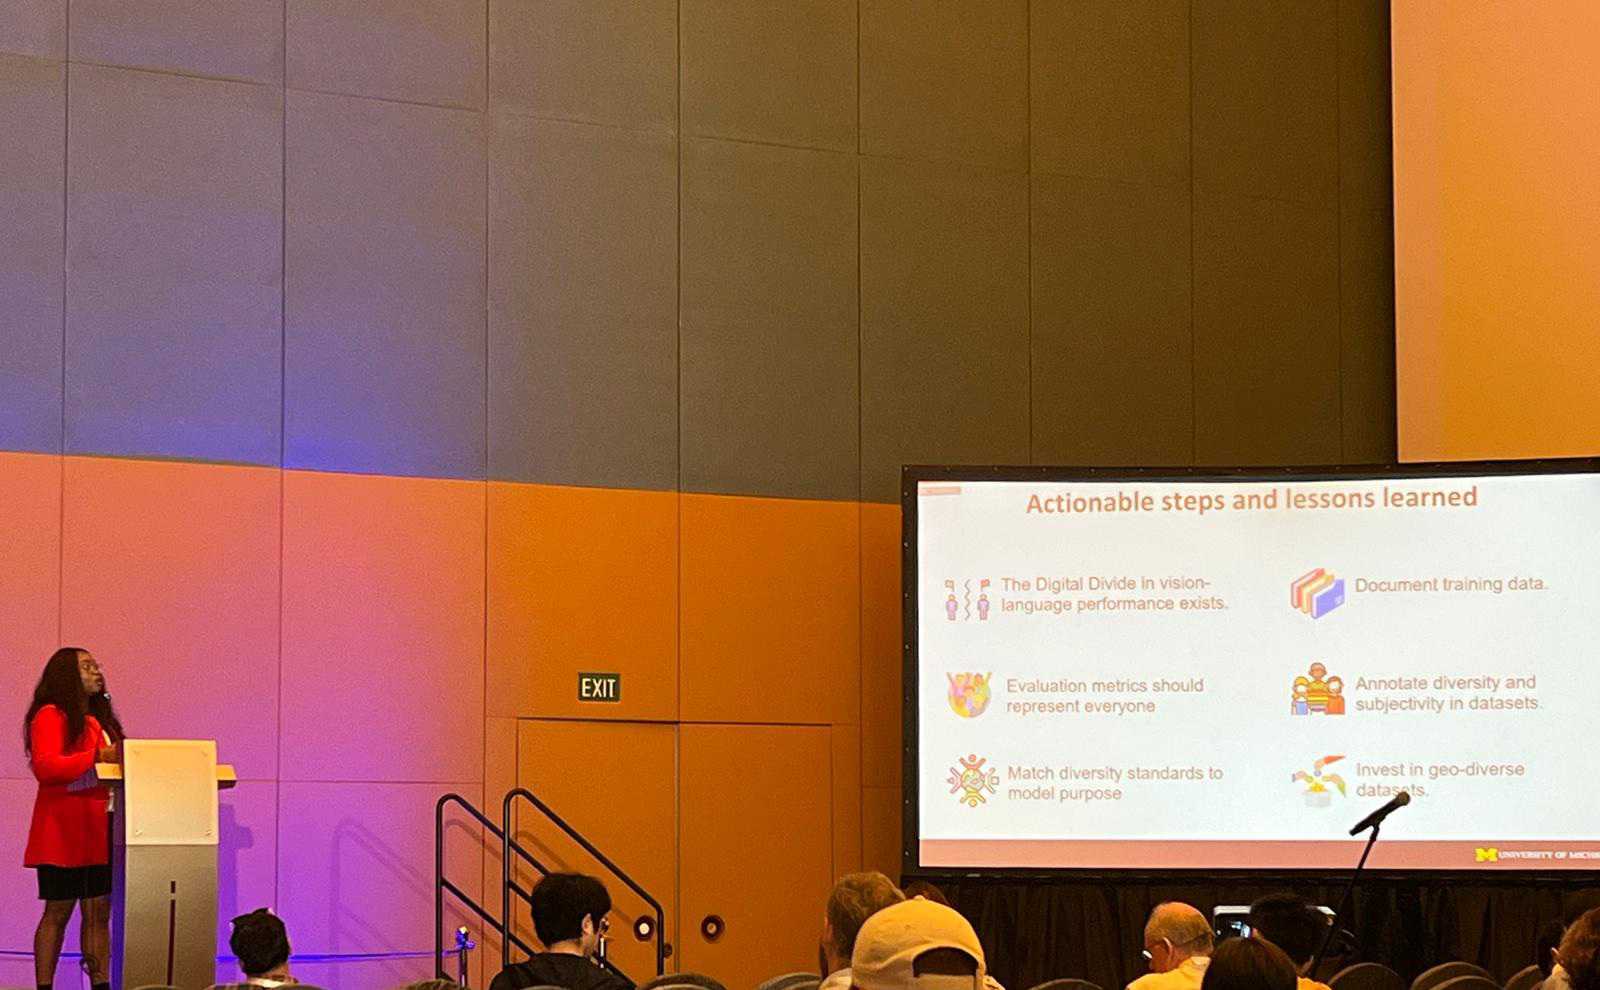 EXIT
Actionable steps and lessons learned
The Digital Divide in vision-
language performance exists.
Document training data.
Evaluation metrics should
represent everyone
Annotate diversity and
subjectivity in datasets.
Match diversity standards to
model purpose
Invest in geo-diverse
datasets.
M UNIVERSITY OF